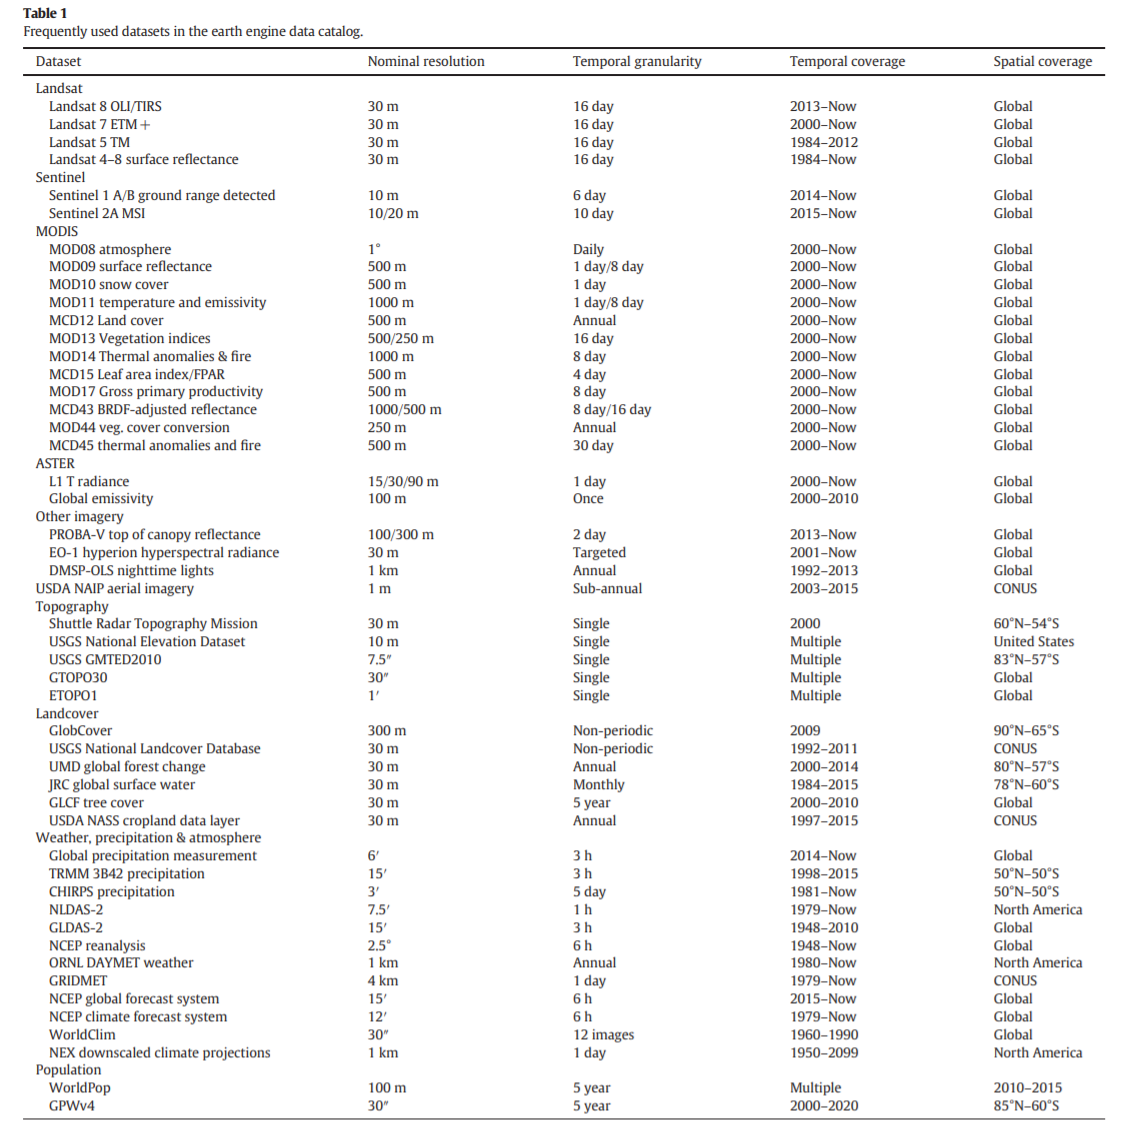 Table 1
Frequently used datasets in the earth engine data catalog.
Dataset Nominal resolution Temporal granularity Temporal coverage Spatial coverage
Landsat
Landsat 8 OLI/TIRS 30 m 16 day 2013–Now Global
Landsat 7 ETM+ 30 m 16 day 2000–Now Global
Landsat 5 TM 30 m 16 day 1984–2012 Global
Landsat 4–8 surface reflectance 30 m 16 day 1984–Now Global
Sentinel
Sentinel 1 A/B ground range detected 10 m 6 day 2014–Now Global
Sentinel 2A MSI 10/20 m 10 day 2015–Now Global
MODIS
MOD08 atmosphere 1° Daily 2000–Now Global
MOD09 surface reflectance 500 m 1 day/8 day 2000–Now Global
MOD10 snow cover 500 m 1 day 2000–Now Global
MOD11 temperature and emissivity 1000 m 1 day/8 day 2000–Now Global
MCD12 Land cover 500 m Annual 2000–Now Global
MOD13 Vegetation indices 500/250 m 16 day 2000–Now Global
MOD14 Thermal anomalies & fire 1000 m 8 day 2000–Now Global
MCD15 Leaf area index/FPAR 500 m 4 day 2000–Now Global
MOD17 Gross primary productivity 500 m 8 day 2000–Now Global
MCD43 BRDF-adjusted reflectance 1000/500 m 8 day/16 day 2000–Now Global
MOD44 veg. cover conversion 250 m Annual 2000–Now Global
MCD45 thermal anomalies and fire 500 m 30 day 2000–Now Global
ASTER
L1 T radiance 15/30/90 m 1 day 2000–Now Global
Global emissivity 100 m Once 2000–2010 Global
Other imagery
PROBA-V top of canopy reflectance 100/300 m 2 day 2013–Now Global
EO-1 hyperion hyperspectral radiance 30 m Targeted 2001–Now Global
DMSP-OLS nighttime lights 1 km Annual 1992–2013 Global
USDA NAIP aerial imagery 1 m Sub-annual 2003–2015 CONUS
Topography
Shuttle Radar Topography Mission 30 m Single 2000 60°N–54°S
USGS National Elevation Dataset 10 m Single Multiple United States
USGS GMTED2010 7.5″ Single Multiple 83°N–57°S
GTOPO30 30″ Single Multiple Global
ETOPO1 1′ Single Multiple Global
Landcover
GlobCover 300 m Non-periodic 2009 90°N–65°S
USGS National Landcover Database 30 m Non-periodic 1992–2011 CONUS
UMD global forest change 30 m Annual 2000–2014 80°N–57°S
JRC global surface water 30 m Monthly 1984–2015 78°N–60°S
GLCF tree cover 30 m 5 year 2000–2010 Global
USDA NASS cropland data layer 30 m Annual 1997–2015 CONUS
Weather, precipitation & atmosphere
Global precipitation measurement 6′ 3 h 2014–Now Global
TRMM 3B42 precipitation 15′ 3 h 1998–2015 50°N–50°S
CHIRPS precipitation 3′ 5 day 1981–Now 50°N–50°S
NLDAS-2 7.5′ 1 h 1979–Now North America
GLDAS-2 15′ 3 h 1948–2010 Global
NCEP reanalysis 2.5° 6 h 1948–Now Global
ORNL DAYMET weather 1 km Annual 1980–Now North America
GRIDMET 4 km 1 day 1979–Now CONUS
NCEP global forecast system 15′ 6 h 2015–Now Global
NCEP climate forecast system 12′ 6 h 1979–Now Global
WorldClim 30″ 12 images 1960–1990 Global
NEX downscaled climate projections 1 km 1 day 1950–2099 North America
Population
WorldPop 100 m 5 year Multiple 2010–2015
GPWv4 30″ 5 year 2000–2020 85°N–60°S